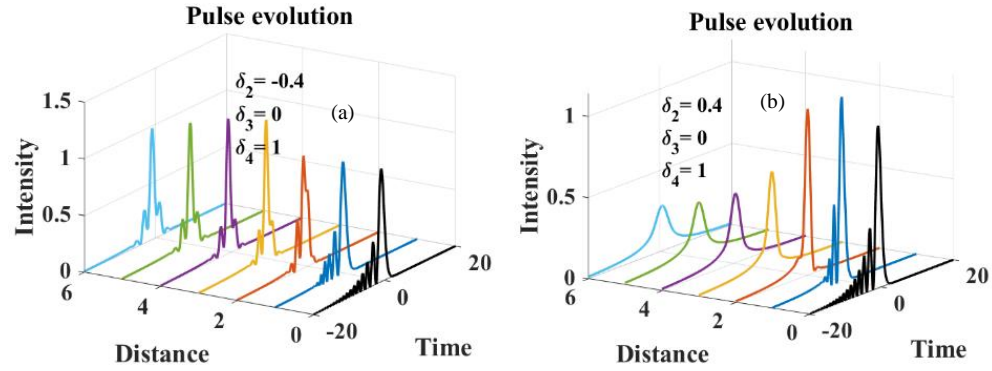 Pulse evolution
δ2= -0.4
(a)
δ3= 0
δ4= 1
Intensity
1.5
1
0.5
0
6
4
2
0
Distance
-20
0
20
Time
Pulse evolution
δ2= 0.4
(b)
δ3= 0
δ4= 1
Intensity
1
0.5
0
6
4
2
0
Distance
-20
0
20
Time